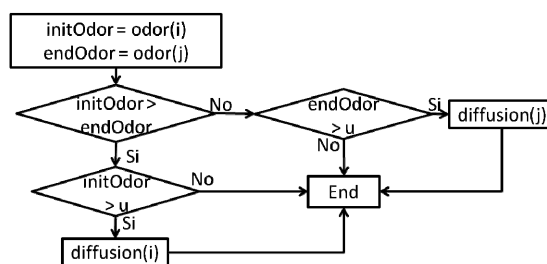 initOdor = odor(i)
endOdor = odor(j)
initOdor >
endOdor
No
endOdor
> u
Si
diffusion(j)
No
Si
initOdor
> u
No
End
Si
diffusion(i)